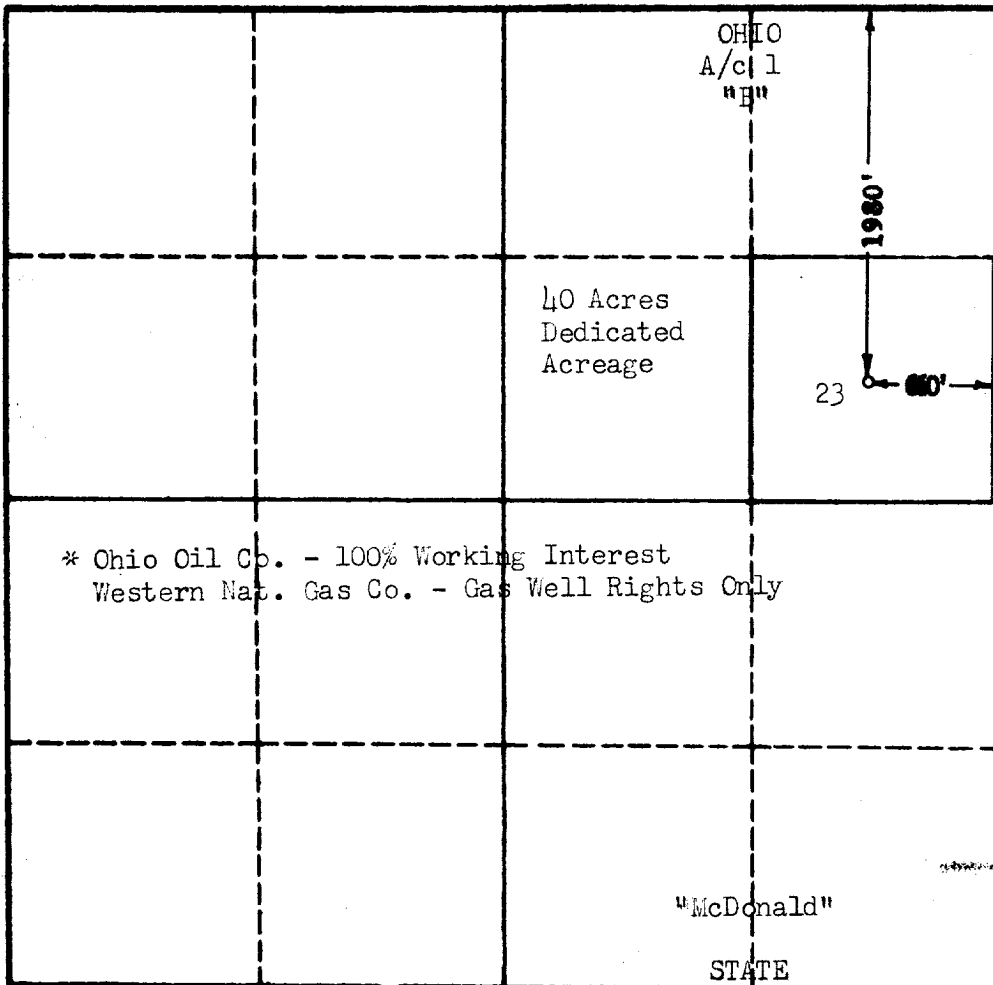 OHIO
A/c 1
"B"
1980'
40 Acres
Dedicated
Acreage
23
660'
* Ohio Oil Co. - 100% Working Interest
Western Nat. Gas Co. - Gas Well Rights Only
"McDonald"
STATE